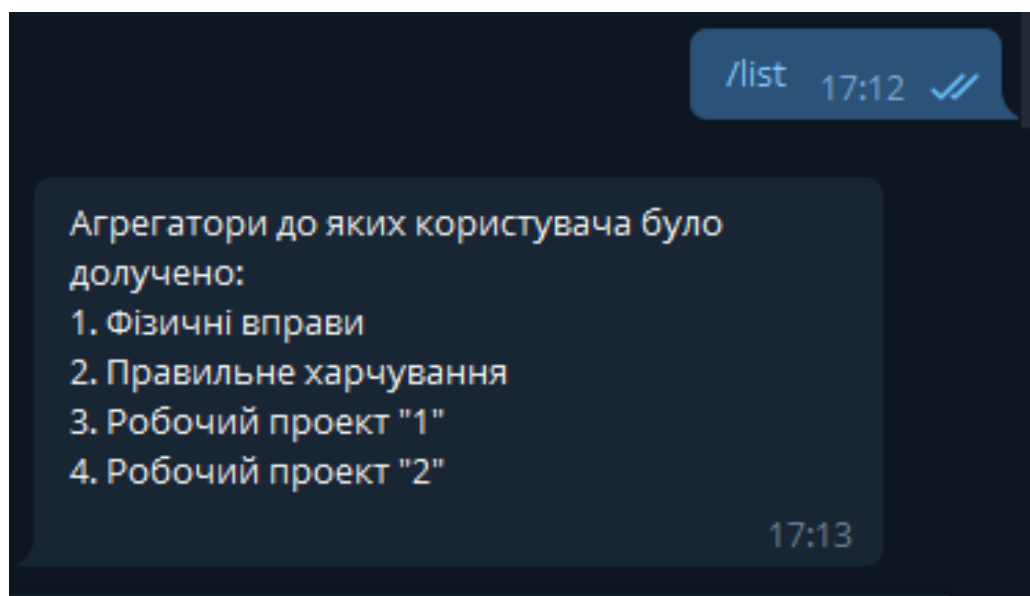 /list 17:12
Агрегатори до яких користувача було
долучено:
1. Фізичні вправи
2. Правильне харчування
3. Робочий проект "1"
4. Робочий проект "2"
17:13